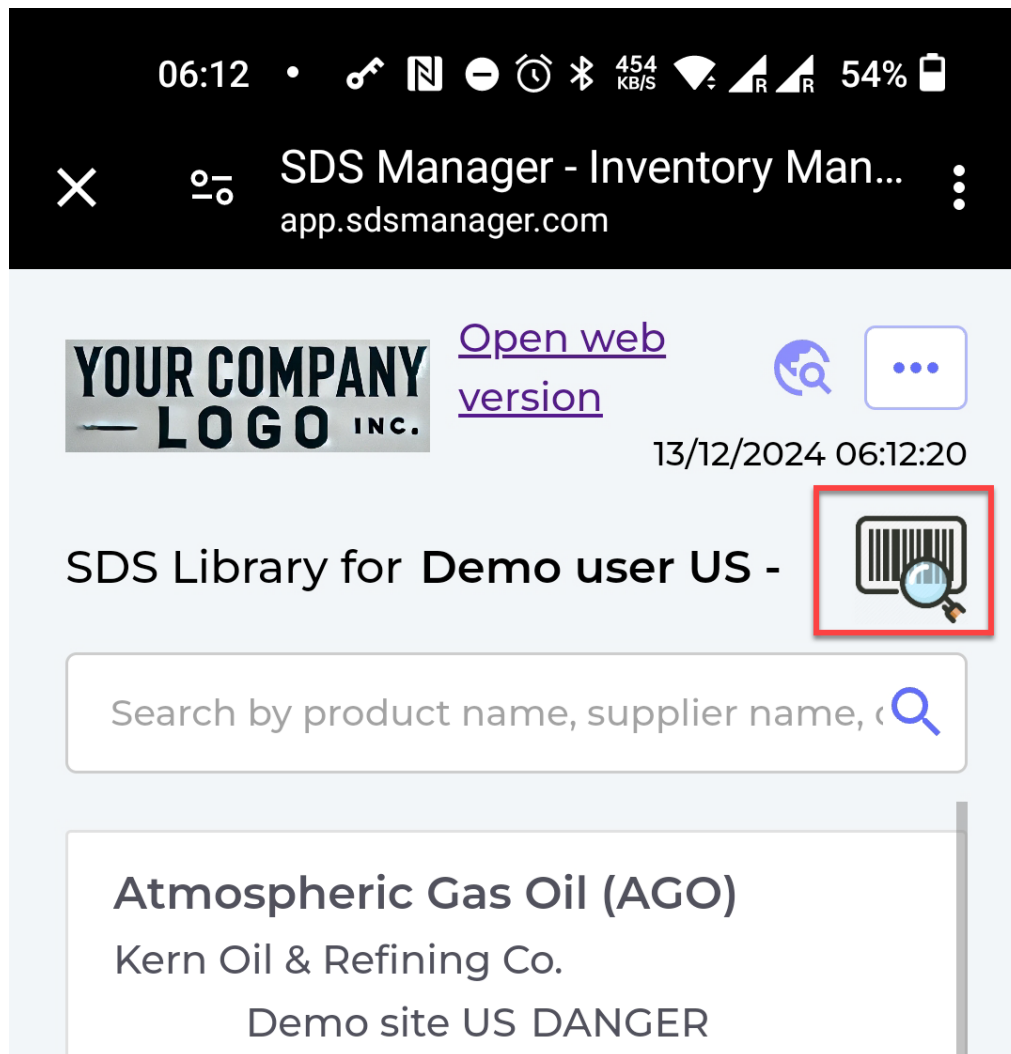 06:12 • 454 KB/S R R 54%
SDS Manager - Inventory Man...
app.sdsmanager.com
YOUR COMPANY
LOGO INC.
Open web
version
13/12/2024 06:12:20
SDS Library for Demo user US -
Search by product name, supplier name, c
Atmospheric Gas Oil (AGO)
Kern Oil & Refining Co.
Demo site US DANGER